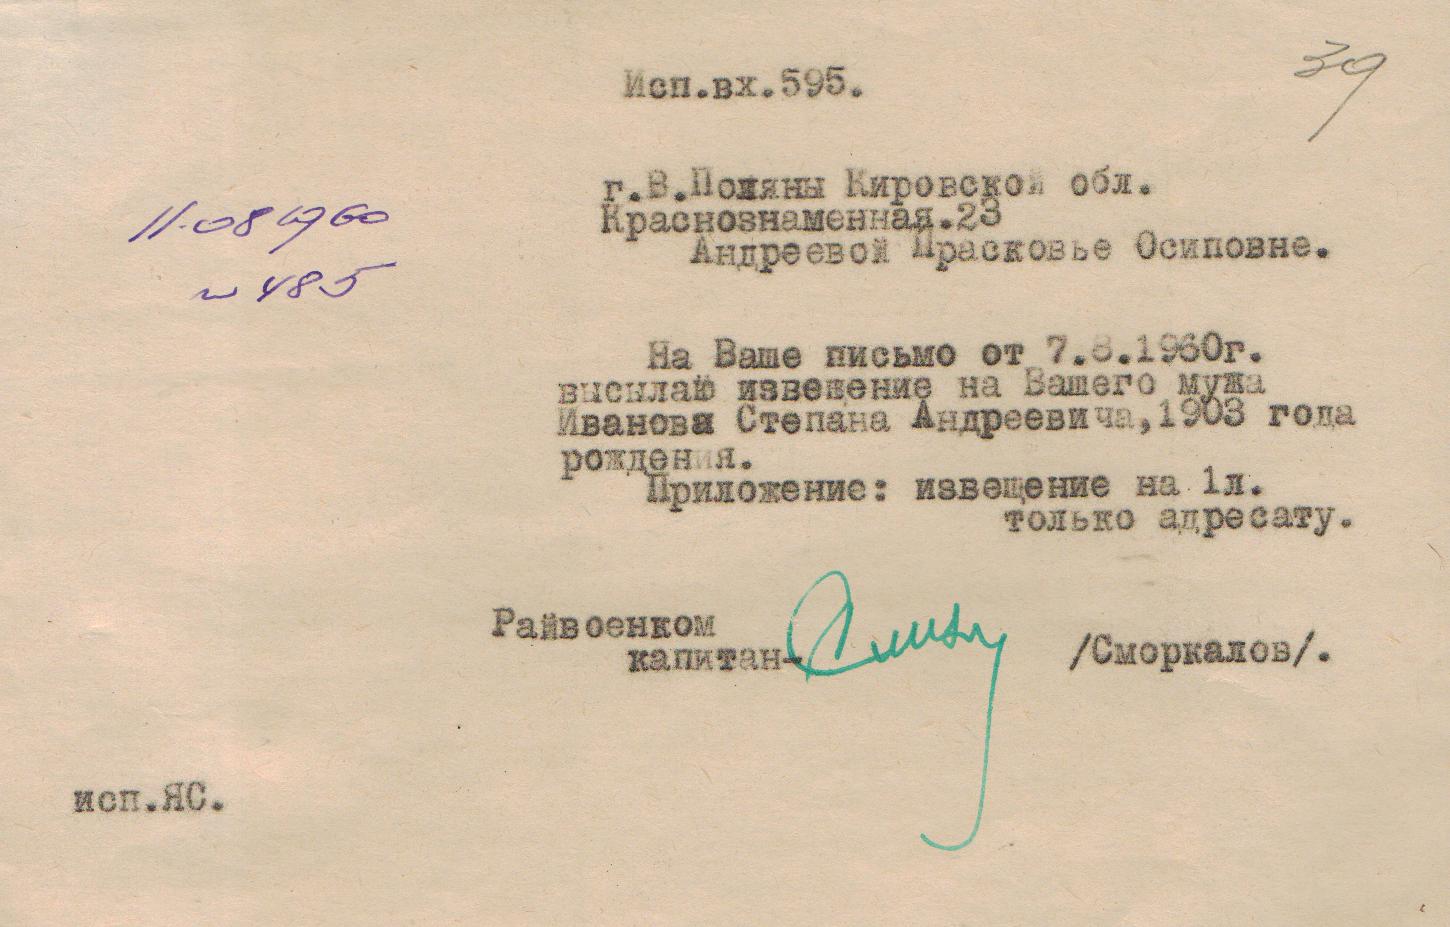 39
Исп.вх.595.
г.В.Поляны Кировской обл.
Краснознаменная.23
Андреевой Прасковье Осиповне.
11.08 1960
№ 485
На Ваше письмо от 7.8.1960г.
высылаю извещение на Вашего мужа
Иванова Степана Андреевича,1903 года
рождения.
Приложение: извещение на 1л.
только адресату.
Райвоенком
капитан- /Сморкалов/.
исп.ЯС.